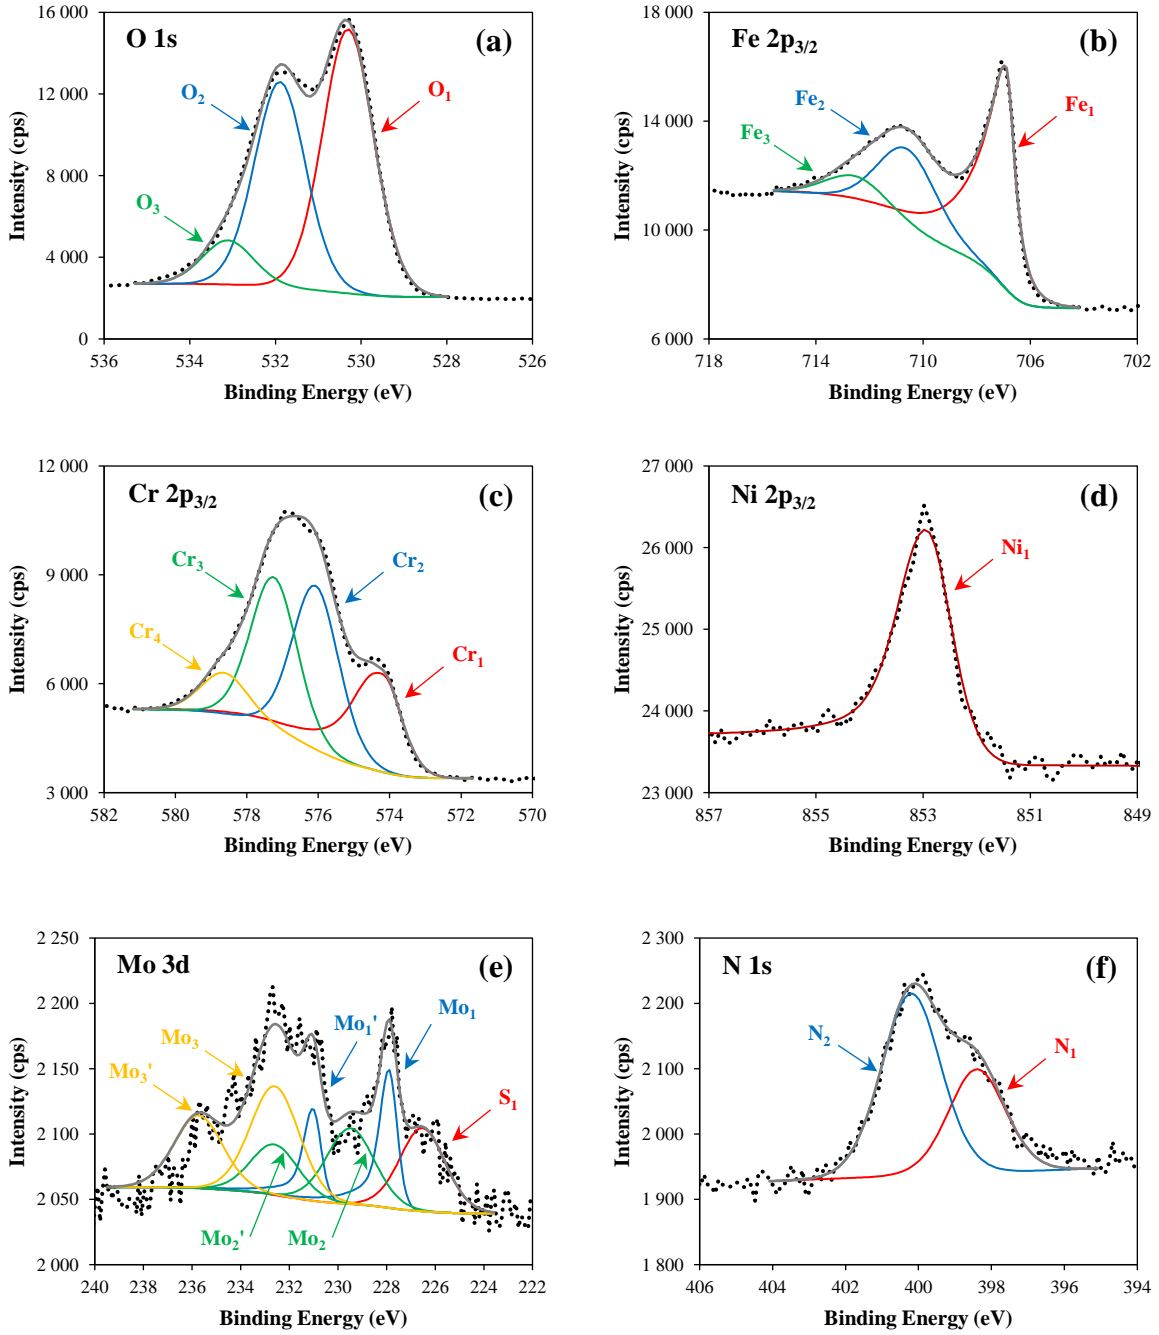 O 1s
(a)
16 000
12 000
8 000
4 000
0
O1
O2
O3
536 534 532 530 528 526
Binding Energy (eV)
Intensity (cps)
Fe 2p3/2
(b)
18 000
14 000
10 000
6 000
Fe1
Fe2
Fe3
718 714 710 706 702
Binding Energy (eV)
Intensity (cps)
Cr 2p3/2
(c)
12 000
9 000
6 000
3 000
Cr3
Cr2
Cr4
Cr1
582 580 578 576 574 572 570
Binding Energy (eV)
Intensity (cps)
Ni 2p3/2
(d)
27 000
26 000
25 000
24 000
23 000
Ni1
857 855 853 851 849
Binding Energy (eV)
Intensity (cps)
Mo 3d
(e)
2 250
2 200
2 150
2 100
2 050
2 000
Mo1'
Mo1
Mo3
Mo3'
S1
Mo2'
Mo2
240 238 236 234 232 230 228 226 224 222
Binding Energy (eV)
Intensity (cps)
N 1s
(f)
2 300
2 200
2 100
2 000
1 900
1 800
N2
N1
406 404 402 400 398 396 394
Binding Energy (eV)
Intensity (cps)